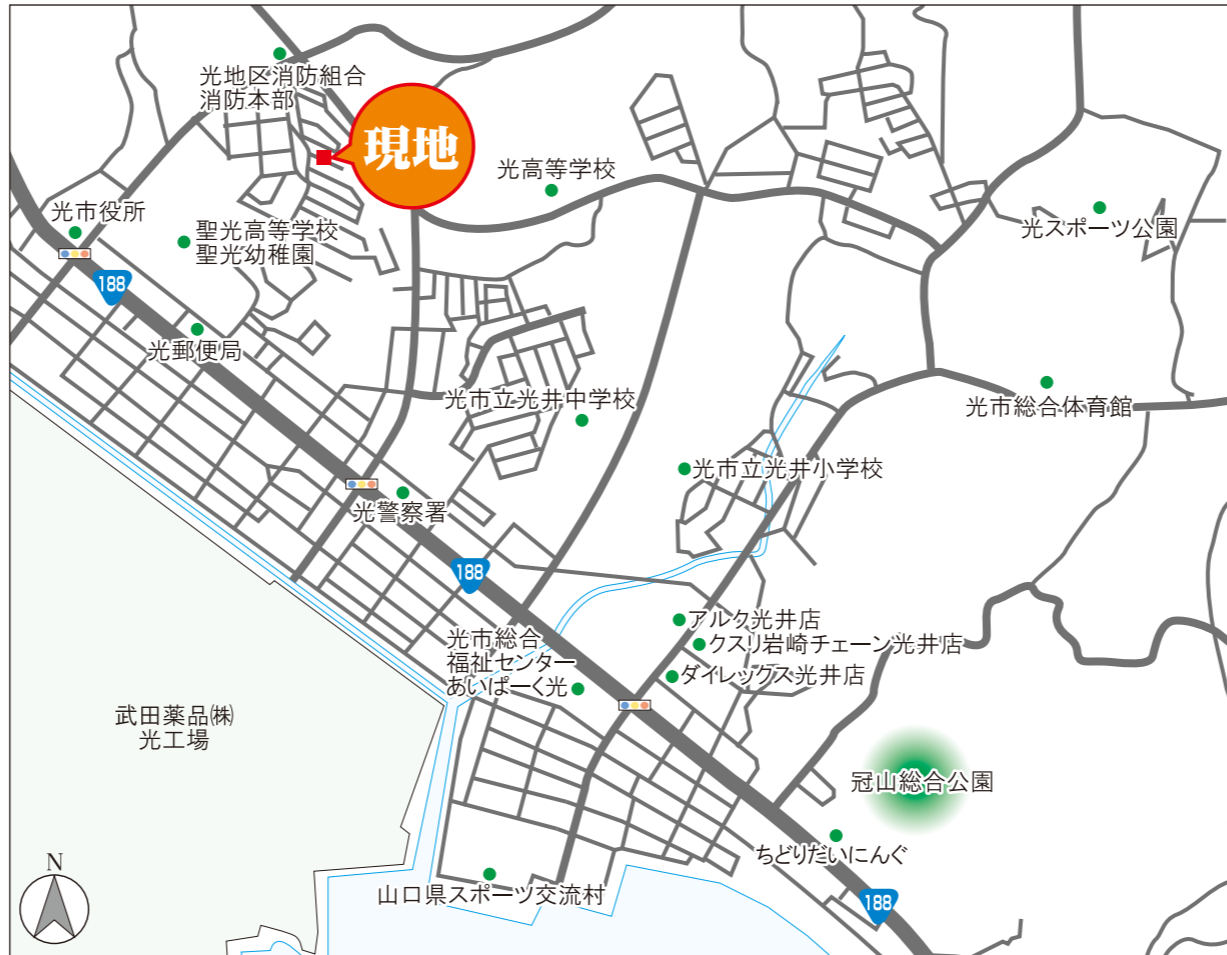 光地区消防組合
消防本部
現地
光高等学校
光市役所
聖光高等学校
聖光幼稚園
光スポーツ公園
188
光郵便局
光市立光井中学校
光市総合体育館
光市立光井小学校
光警察署
188
アルク光井店
クスリ岩崎チェーン光井店
ダイレックス光井店
光市総合
福祉センター
あいぱーく光
武田薬品㈱
光工場
冠山総合公園
ちどりだいにんぐ
山口県スポーツ交流村
188
N